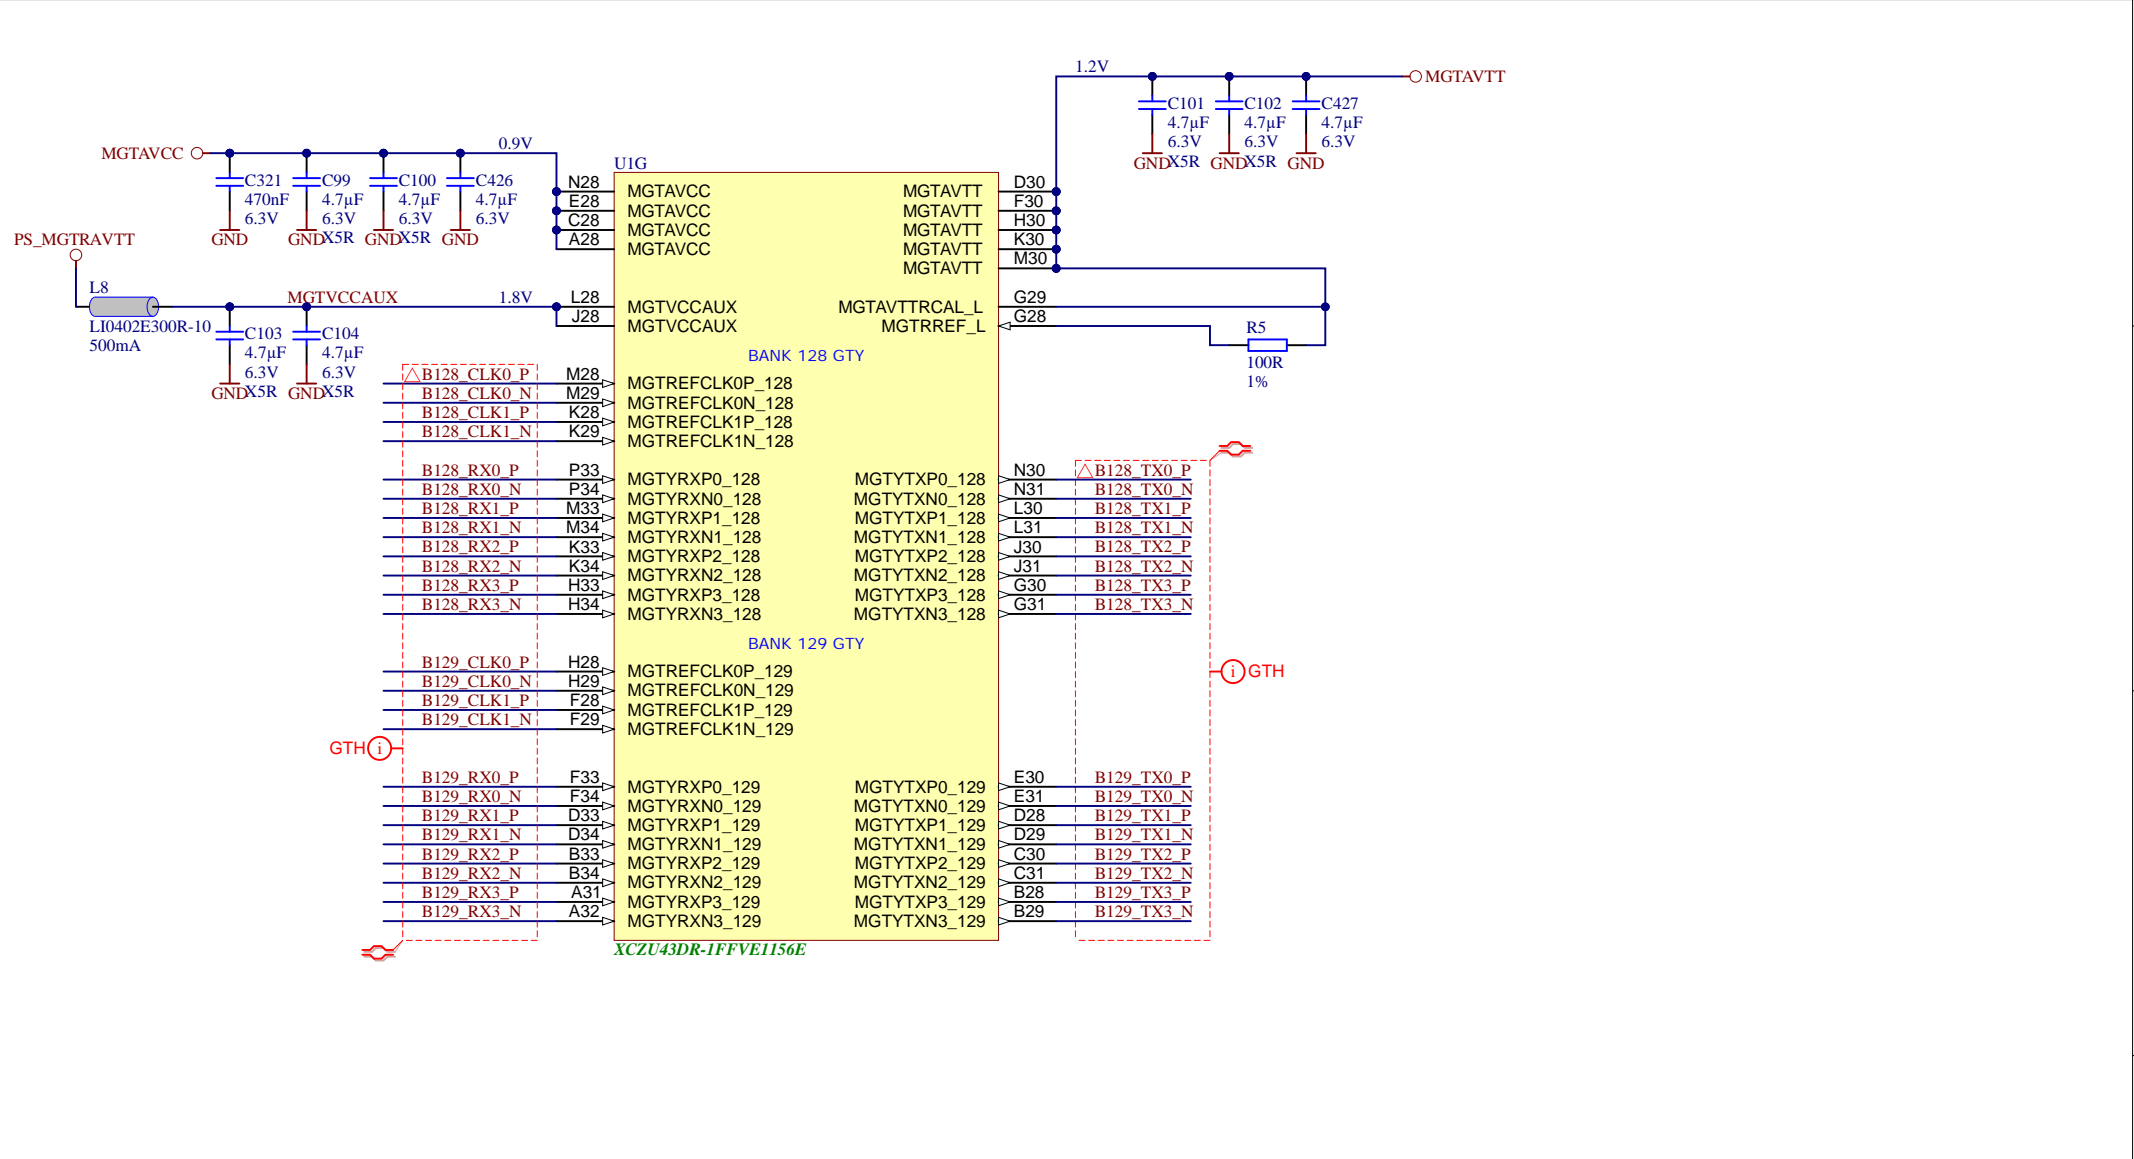 1.2V
MGTAVTT
C101
4.7µF
6.3V
X5R
GND
C102
4.7µF
6.3V
X5R
GND
C427
4.7µF
6.3V
GND
MGTAVCC
0.9V
C321
470nF
6.3V
GND
C99
4.7µF
6.3V
X5R
GND
C100
4.7µF
6.3V
X5R
GND
C426
4.7µF
6.3V
GND
PS_MGTRAVTT
L8
LI0402E300R-10
500mA
MGTVCCAUX
1.8V
C103
4.7µF
6.3V
X5R
GND
C104
4.7µF
6.3V
X5R
GND
U1G
N28 MGTAVCC MGTAVTT D30
E28 MGTAVCC MGTAVTT F30
C28 MGTAVCC MGTAVTT H30
A28 MGTAVCC MGTAVTT K30
MGTAVTT M30
L28 MGTVCCAUX MGTAVTTRCAL_L G29
J28 MGTVCCAUX MGTRREF_L G28
R5
100R
1%
BANK 128 GTY
B128_CLK0_P M28 MGTREFCLK0P_128
B128_CLK0_N M29 MGTREFCLK0N_128
B128_CLK1_P K28 MGTREFCLK1P_128
B128_CLK1_N K29 MGTREFCLK1N_128
B128_RX0_P P33 MGTYRXP0_128 MGTYTXP0_128 N30 B128_TX0_P
B128_RX0_N P34 MGTYRXN0_128 MGTYTXN0_128 N31 B128_TX0_N
B128_RX1_P M33 MGTYRXP1_128 MGTYTXP1_128 L30 B128_TX1_P
B128_RX1_N M34 MGTYRXN1_128 MGTYTXN1_128 L31 B128_TX1_N
B128_RX2_P K33 MGTYRXP2_128 MGTYTXP2_128 J30 B128_TX2_P
B128_RX2_N K34 MGTYRXN2_128 MGTYTXN2_128 J31 B128_TX2_N
B128_RX3_P H33 MGTYRXP3_128 MGTYTXP3_128 G30 B128_TX3_P
B128_RX3_N H34 MGTYRXN3_128 MGTYTXN3_128 G31 B128_TX3_N
BANK 129 GTY
B129_CLK0_P H28 MGTREFCLK0P_129
B129_CLK0_N H29 MGTREFCLK0N_129
B129_CLK1_P F28 MGTREFCLK1P_129
B129_CLK1_N F29 MGTREFCLK1N_129
i GTH
GTH i
B129_RX0_P F33 MGTYRXP0_129 MGTYTXP0_129 E30 B129_TX0_P
B129_RX0_N F34 MGTYRXN0_129 MGTYTXN0_129 E31 B129_TX0_N
B129_RX1_P D33 MGTYRXP1_129 MGTYTXP1_129 D28 B129_TX1_P
B129_RX1_N D34 MGTYRXN1_129 MGTYTXN1_129 D29 B129_TX1_N
B129_RX2_P B33 MGTYRXP2_129 MGTYTXP2_129 C30 B129_TX2_P
B129_RX2_N B34 MGTYRXN2_129 MGTYTXN2_129 C31 B129_TX2_N
B129_RX3_P A31 MGTYRXP3_129 MGTYTXP3_129 B28 B129_TX3_P
B129_RX3_N A32 MGTYRXN3_129 MGTYTXN3_129 B29 B129_TX3_N
XCZU43DR-1FFVE1156E